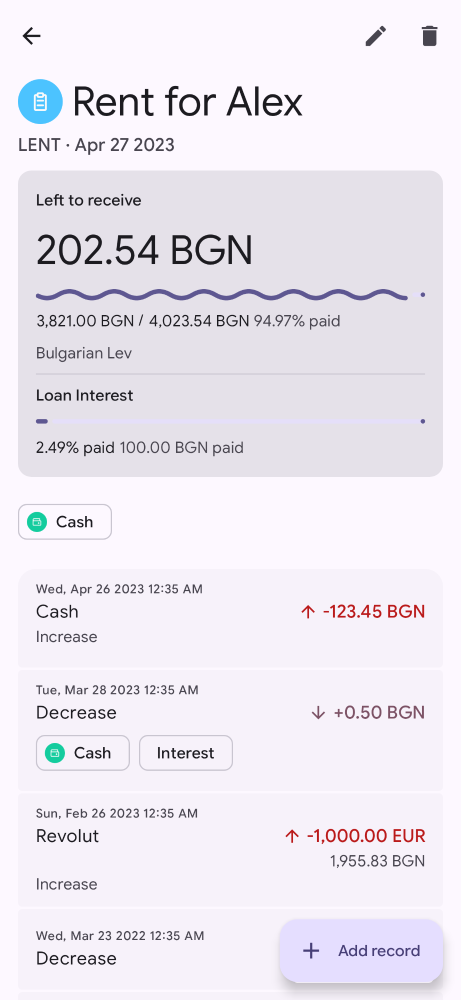 Rent for Alex
LENT · Apr 27 2023
Left to receive
202.54 BGN
3,821.00 BGN / 4,023.54 BGN 94.97% paid
Bulgarian Lev
Loan Interest
2.49% paid 100.00 BGN paid
Cash
Wed, Apr 26 2023 12:35 AM
Cash -123.45 BGN
Increase
Tue, Mar 28 2023 12:35 AM
Decrease +0.50 BGN
Cash Interest
Sun, Feb 26 2023 12:35 AM
Revolut -1,000.00 EUR
1,955.83 BGN
Increase
Wed, Mar 23 2022 12:35 AM
Decrease
Add record